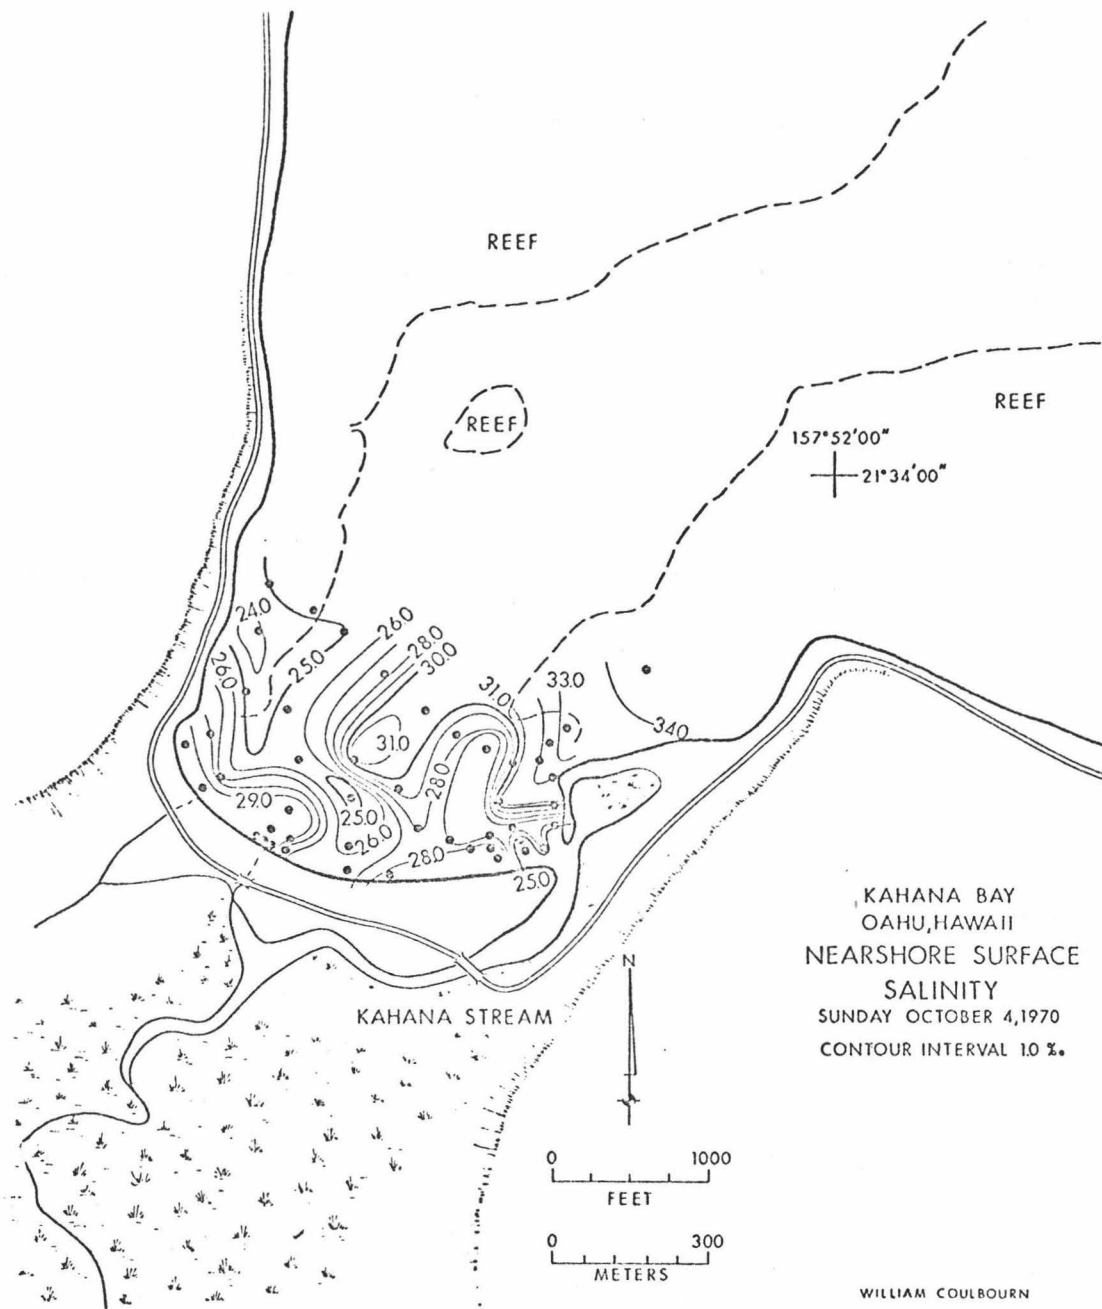 REEF
REEF
REEF
157°52'00"
21°34'00"
24.0
26.0
25.0
26.0
28.0
30.0
31.0
33.0
34.0
31.0
29.0
25.0
26.0
28.0
28.0
25.0
KAHANA BAY
OAHU, HAWAII
NEARSHORE SURFACE
SALINITY
SUNDAY OCTOBER 4, 1970
CONTOUR INTERVAL 1.0 ‰
N
KAHANA STREAM
0 1000
FEET
0 300
METERS
WILLIAM COULBOURN